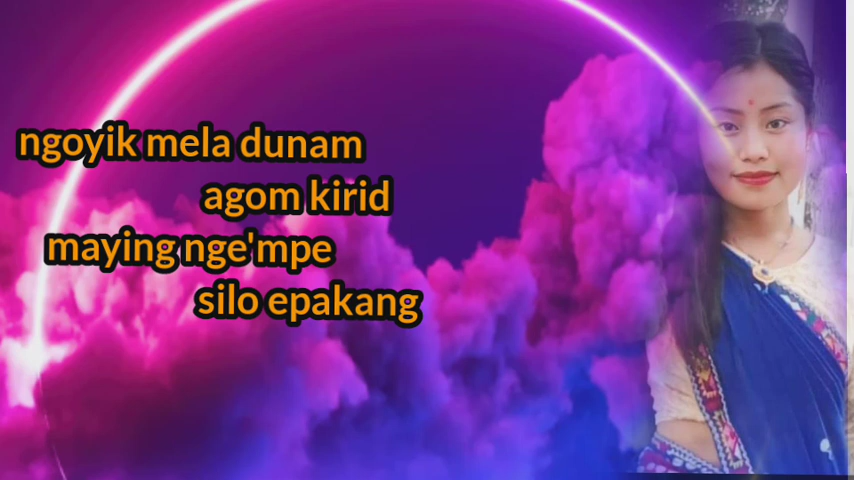 ngoyik mela dunam
agom kirid
maying nge'mpe
silo epakang